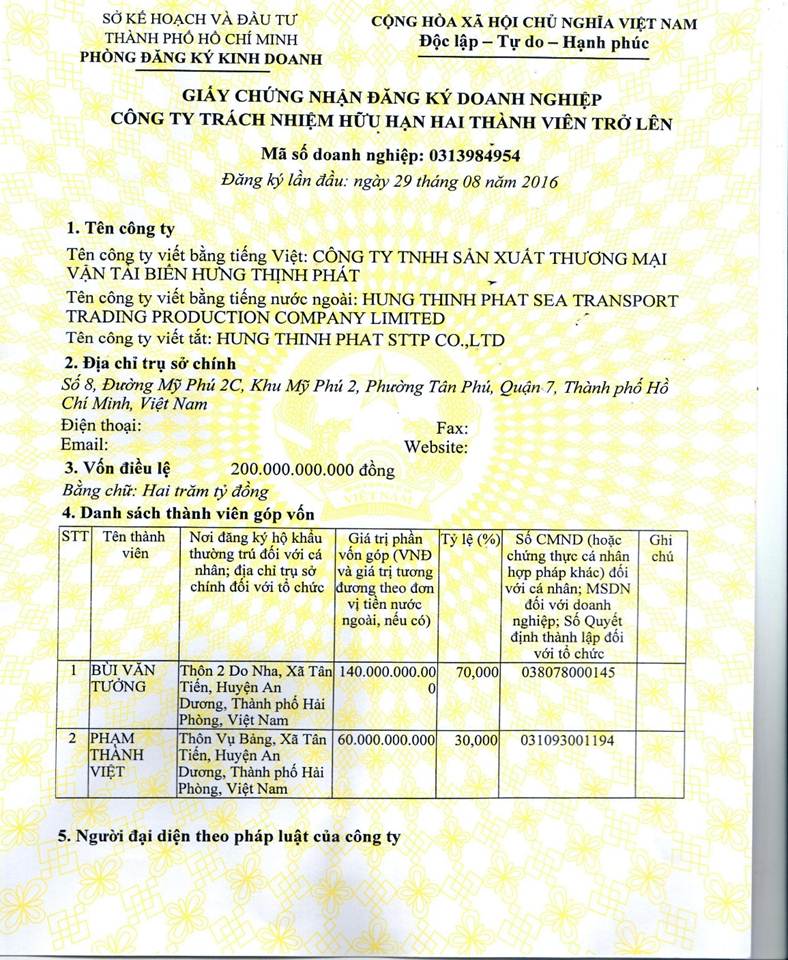 SỞ KẾ HOẠCH VÀ ĐẦU TƯ
THÀNH PHỐ HỒ CHÍ MINH
PHÒNG ĐĂNG KÝ KINH DOANH
CỘNG HÒA XÃ HỘI CHỦ NGHĨA VIỆT NAM
Độc lập – Tự do – Hạnh phúc
GIẤY CHỨNG NHẬN ĐĂNG KÝ DOANH NGHIỆP
CÔNG TY TRÁCH NHIỆM HỮU HẠN HAI THÀNH VIÊN TRỞ LÊN
Mã số doanh nghiệp: 0313984954
Đăng ký lần đầu: ngày 29 tháng 08 năm 2016
1. Tên công ty
Tên công ty viết bằng tiếng Việt: CÔNG TY TNHH SẢN XUẤT THƯƠNG MẠI
VẬN TẢI BIỂN HƯNG THỊNH PHÁT
Tên công ty viết bằng tiếng nước ngoài: HUNG THINH PHAT SEA TRANSPORT
TRADING PRODUCTION COMPANY LIMITED
Tên công ty viết tắt: HUNG THINH PHAT STTP CO.,LTD
2. Địa chỉ trụ sở chính
Số 8, Đường Mỹ Phú 2C, Khu Mỹ Phú 2, Phường Tân Phú, Quận 7, Thành phố Hồ
Chí Minh, Việt Nam
Điện thoại: Fax:
Email: Website:
3. Vốn điều lệ 200.000.000.000 đồng
Bằng chữ: Hai trăm tỷ đồng
VIỆT NAM
4. Danh sách thành viên góp vốn
STT
Tên thành
viên
Nơi đăng ký hộ khẩu
thường trú đối với cá
nhân; địa chỉ trụ sở
chính đối với tổ chức
Giá trị phần
vốn góp (VNĐ
và giá trị tương
đương theo đơn
vị tiền nước
ngoài, nếu có)
Tỷ lệ (%)
Số CMND (hoặc
chứng thực cá nhân
hợp pháp khác) đối
với cá nhân; MSDN
đối với doanh
nghiệp; Số Quyết
định thành lập đối
với tổ chức
Ghi
chú
1
BÙI VĂN
TƯỞNG
Thôn 2 Do Nha, Xã Tân
Tiến, Huyện An
Dương, Thành phố Hải
Phòng, Việt Nam
140.000.000.00
0
70,000
038078000145
2
PHẠM
THÀNH
VIỆT
Thôn Vụ Bảng, Xã Tân
Tiến, Huyện An
Dương, Thành phố Hải
Phòng, Việt Nam
60.000.000.000
30,000
031093001194
5. Người đại diện theo pháp luật của công ty